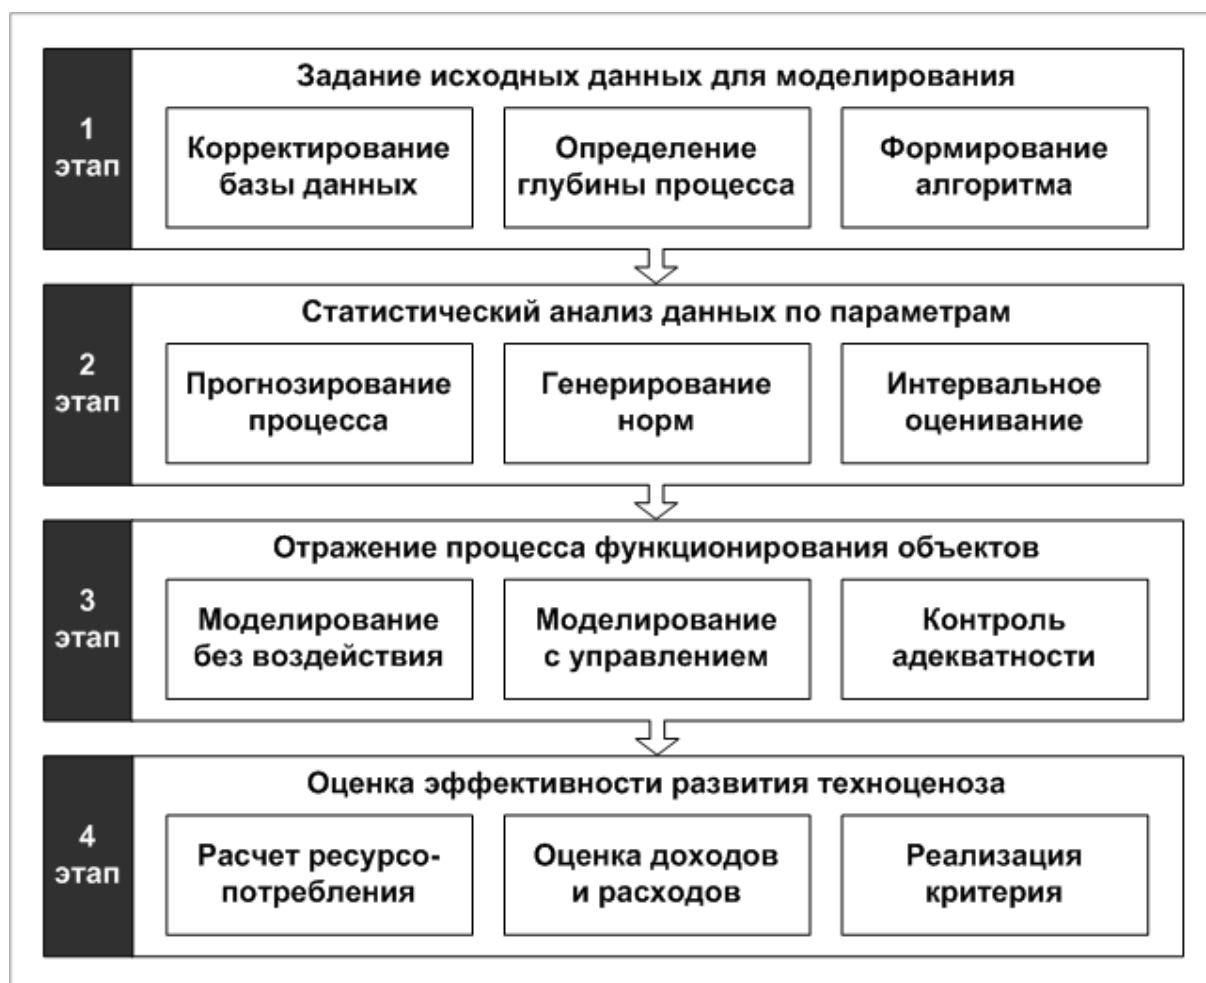 1
этап
Задание исходных данных для моделирования
Корректирование
базы данных
Определение
глубины процесса
Формирование
алгоритма
2
этап
Статистический анализ данных по параметрам
Прогнозирование
процесса
Генерирование
норм
Интервальное
оценивание
3
этап
Отражение процесса функционирования объектов
Моделирование
без воздействия
Моделирование
с управлением
Контроль
адекватности
4
этап
Оценка эффективности развития техноценоза
Расчет ресурсо-
потребления
Оценка доходов
и расходов
Реализация
критерия